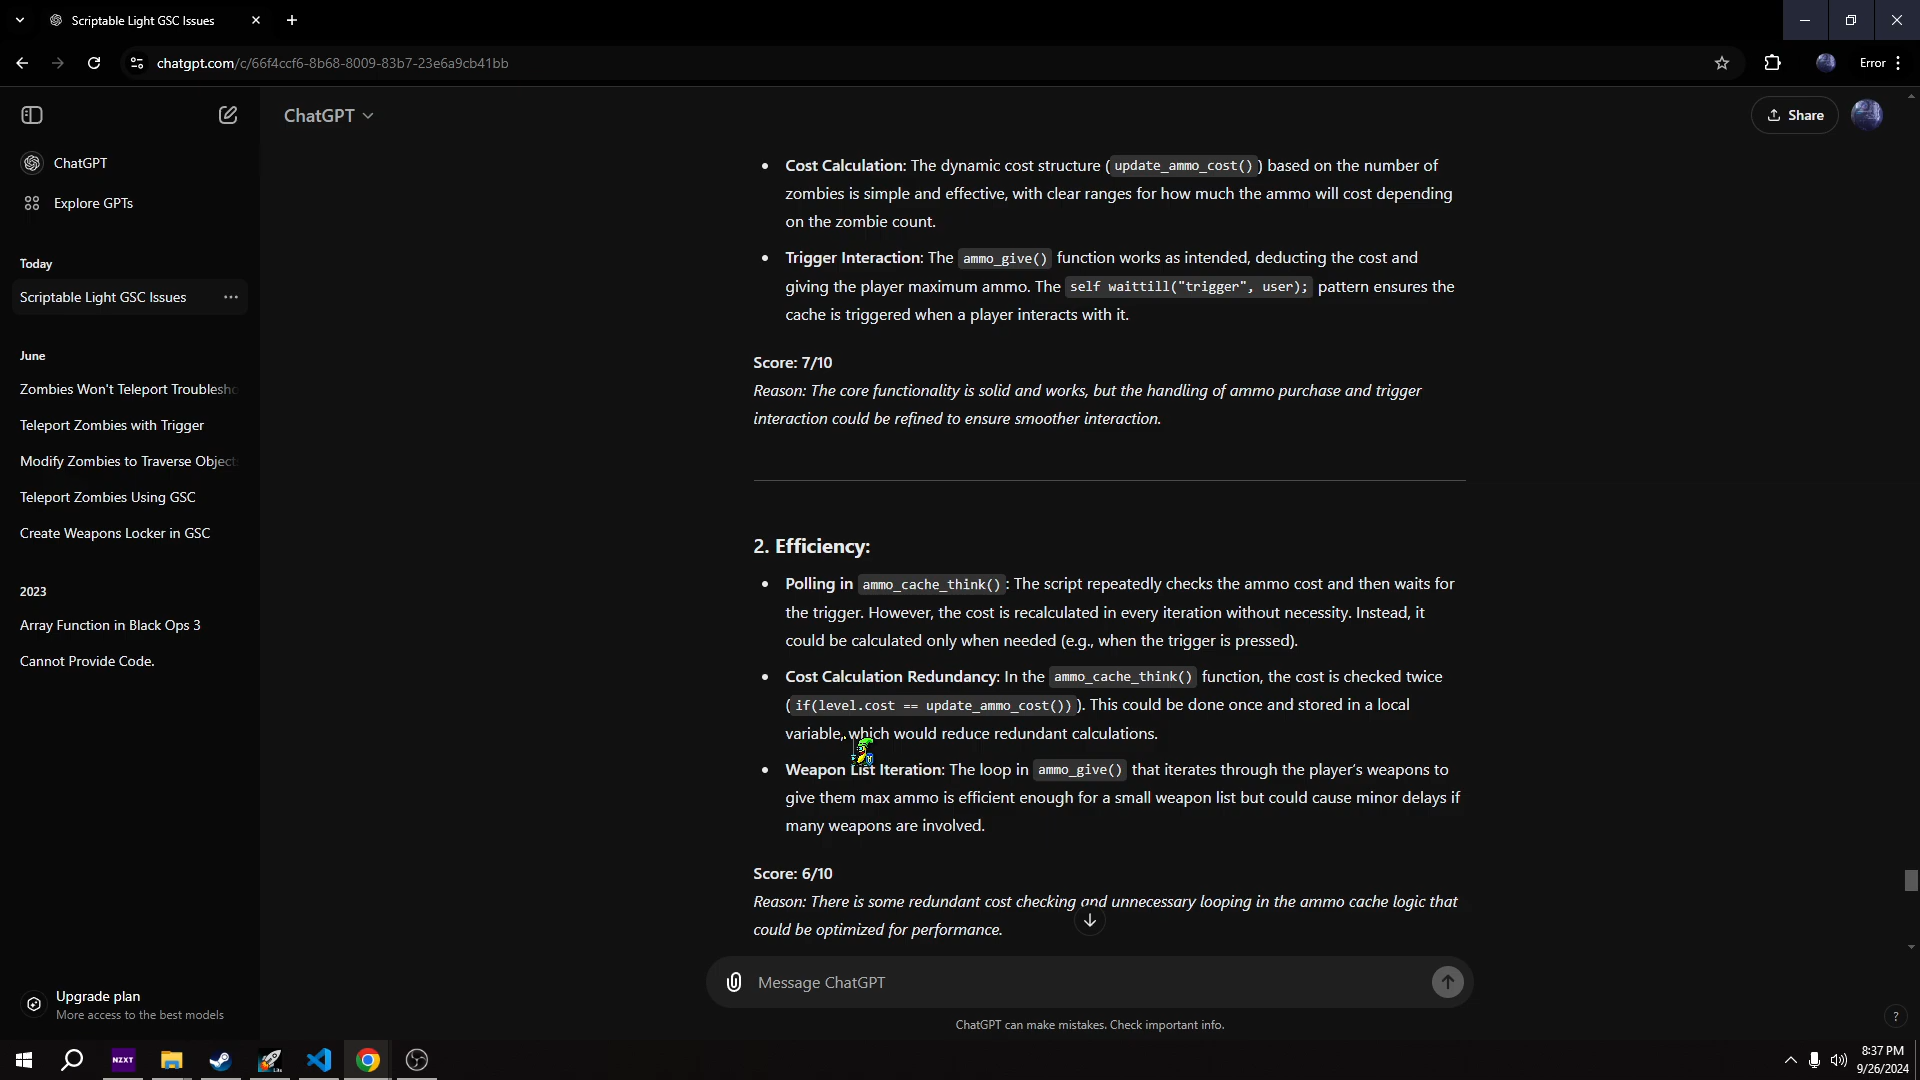 Scriptable Light GSC Issues
chatgpt.com/c/66f4ccf6-8b68-8009-83b7-23e6a9cb41bb
Error
ChatGPT
Share
ChatGPT
Explore GPTs
Today
Scriptable Light GSC Issues
June
Zombies Won't Teleport Troublesho
Teleport Zombies with Trigger
Modify Zombies to Traverse Object
Teleport Zombies Using GSC
Create Weapons Locker in GSC
2023
Array Function in Black Ops 3
Cannot Provide Code.
Upgrade plan
More access to the best models
• Cost Calculation: The dynamic cost structure (update_ammo_cost()) based on the number of
zombies is simple and effective, with clear ranges for how much the ammo will cost depending
on the zombie count.
• Trigger Interaction: The ammo_give() function works as intended, deducting the cost and
giving the player maximum ammo. The self waittill("trigger", user); pattern ensures the
cache is triggered when a player interacts with it.
Score: 7/10
Reason: The core functionality is solid and works, but the handling of ammo purchase and trigger
interaction could be refined to ensure smoother interaction.
2. Efficiency:
• Polling in ammo_cache_think(): The script repeatedly checks the ammo cost and then waits for
the trigger. However, the cost is recalculated in every iteration without necessity. Instead, it
could be calculated only when needed (e.g., when the trigger is pressed).
• Cost Calculation Redundancy: In the ammo_cache_think() function, the cost is checked twice
(if(level.cost == update_ammo_cost())). This could be done once and stored in a local
variable, which would reduce redundant calculations.
• Weapon List Iteration: The loop in ammo_give() that iterates through the player's weapons to
give them max ammo is efficient enough for a small weapon list but could cause minor delays if
many weapons are involved.
Score: 6/10
Reason: There is some redundant cost checking and unnecessary looping in the ammo cache logic that
could be optimized for performance.
Message ChatGPT
ChatGPT can make mistakes. Check important info.
?
NZXT
Lite
8:37 PM
9/26/2024